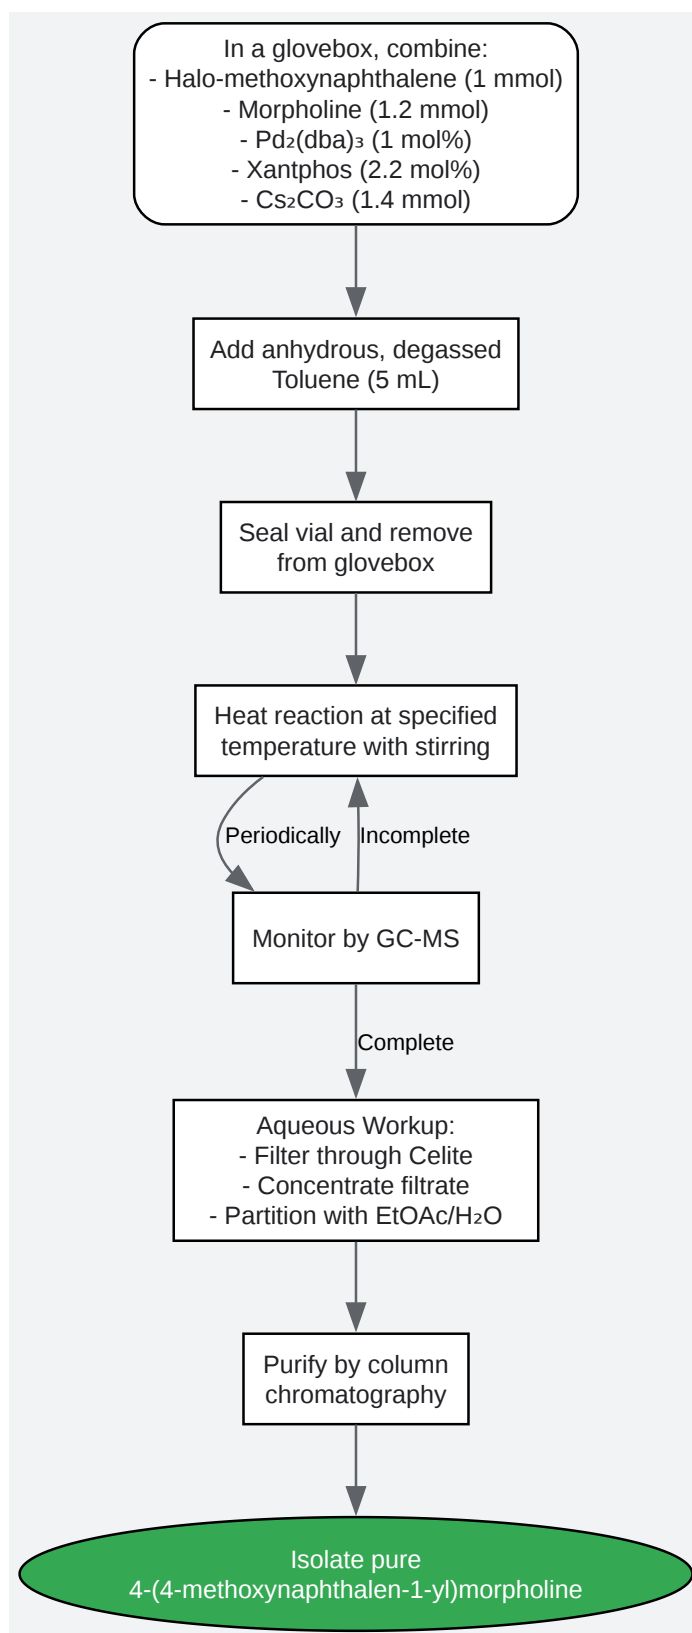 In a glovebox, combine:
- Halo-methoxynaphthalene (1 mmol)
- Morpholine (1.2 mmol)
- Pd₂(dba)₃ (1 mol%)
- Xantphos (2.2 mol%)
- Cs₂CO₃ (1.4 mmol)
Add anhydrous, degassed
Toluene (5 mL)
Seal vial and remove
from glovebox
Heat reaction at specified
temperature with stirring
Periodically
Incomplete
Monitor by GC-MS
Complete
Aqueous Workup:
- Filter through Celite
- Concentrate filtrate
- Partition with EtOAc/H₂O
Purify by column
chromatography
Isolate pure
4-(4-methoxynaphthalen-1-yl)morpholine